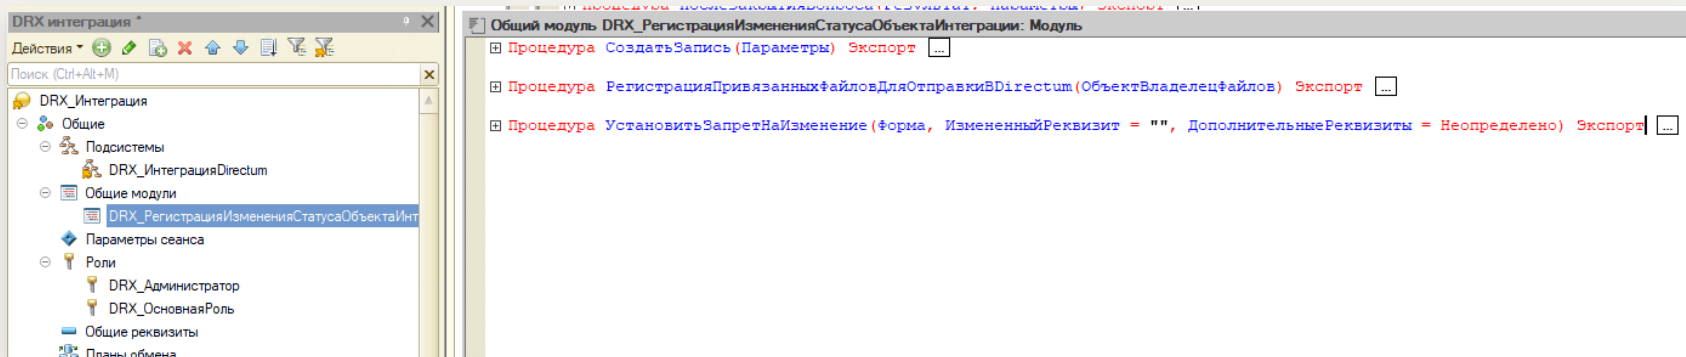 DRX интеграция *
Действия
Поиск (Ctrl+Alt+M)
DRX_Интеграция
Общие
Подсистемы
DRX_ИнтеграцияDirectum
Общие модули
DRX_РегистрацияИзмененияСтатусаОбъектаИнт
Параметры сеанса
Роли
DRX_Администратор
DRX_ОсновнаяРоль
Общие реквизиты
Планы обмена
Общий модуль DRX_РегистрацияИзмененияСтатусаОбъектаИнтеграции: Модуль
Процедура СоздатьЗапись(Параметры) Экспорт ...
Процедура РегистрацияПривязанныхФайловДляОтправкиВDirectum(ОбъектВладелецФайлов) Экспорт ...
Процедура УстановитьЗапретНаИзменение(Форма, ИзмененныйРеквизит = "", ДополнительныеРеквизиты = Неопределено) Экспорт ...